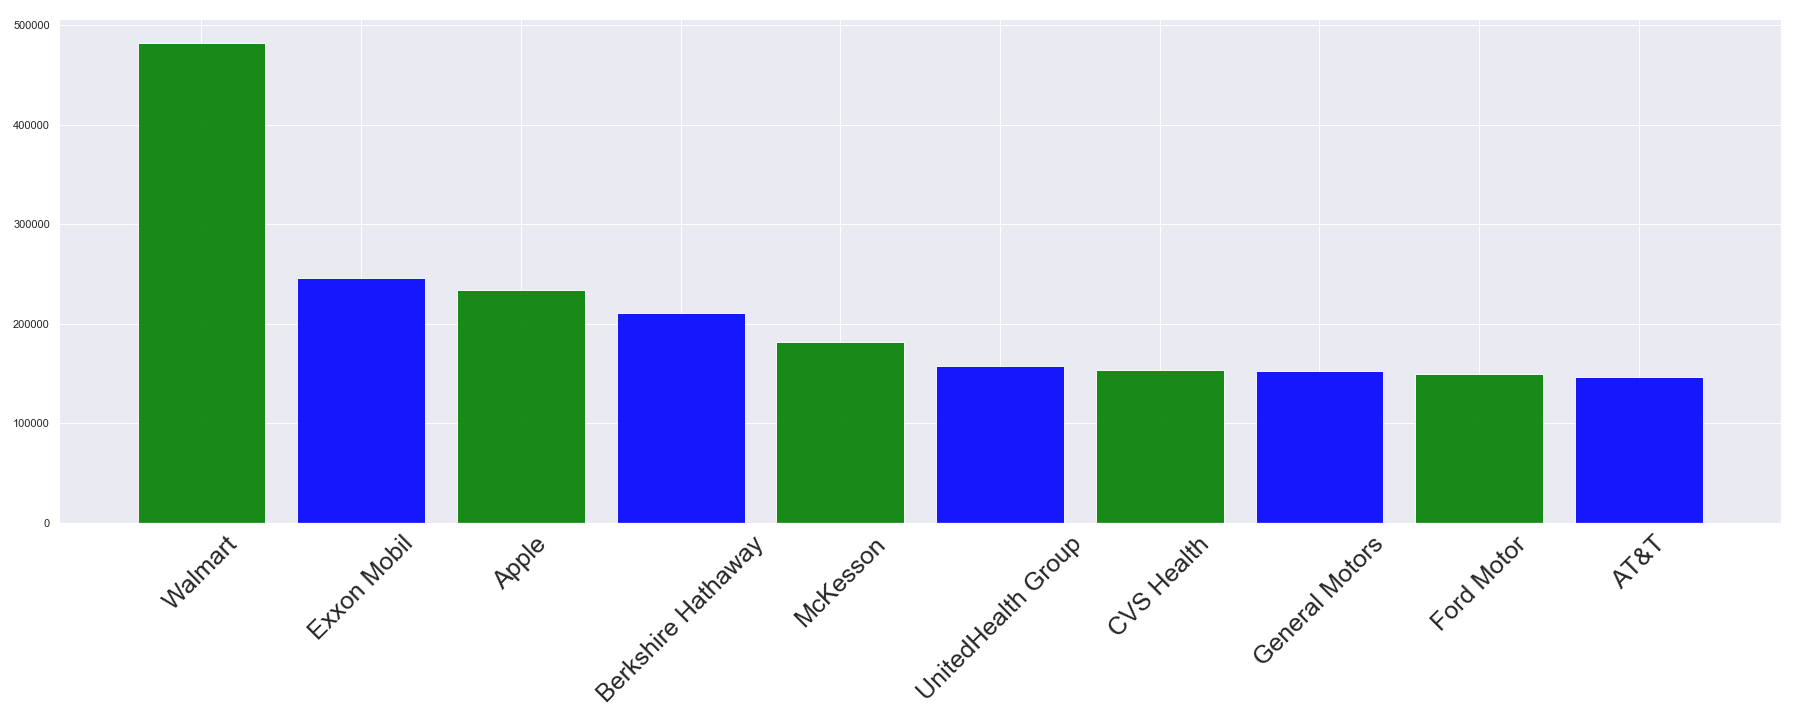 500000
400000
300000
200000
100000
0
Walmart
Exxon Mobil
Apple
Berkshire Hathaway
McKesson
UnitedHealth Group
CVS Health
General Motors
Ford Motor
AT&T